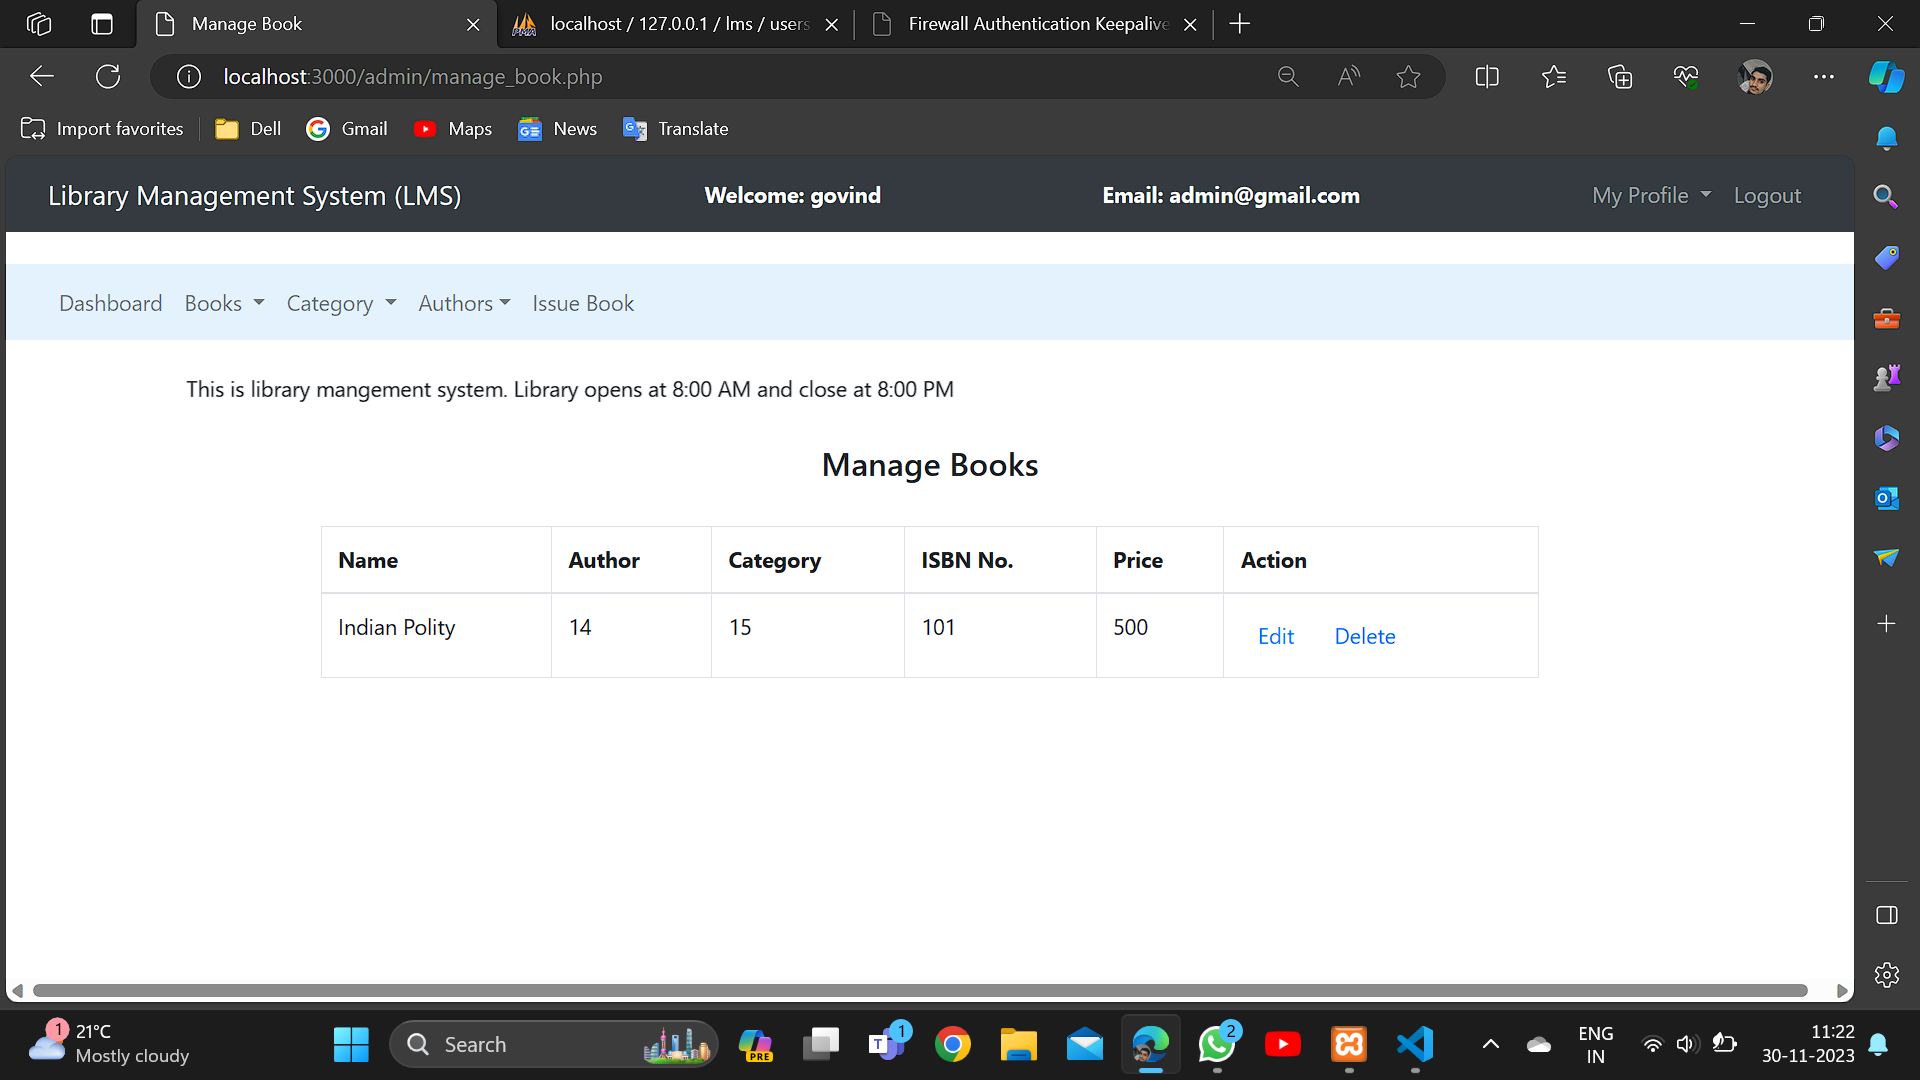 Manage Book
localhost / 127.0.0.1 / lms / users
Firewall Authentication Keepalive
localhost:3000/admin/manage_book.php
Import favorites Dell Gmail Maps News Translate
Library Management System (LMS) Welcome: govind Email: admin@gmail.com My Profile Logout
Dashboard Books Category Authors Issue Book
This is library mangement system. Library opens at 8:00 AM and close at 8:00 PM
Manage Books
Name Author Category ISBN No. Price Action
Indian Polity 14 15 101 500 Edit Delete
1 21°C
Mostly cloudy
Search
PRE
T 1
2
ENG
IN
11:22
30-11-2023